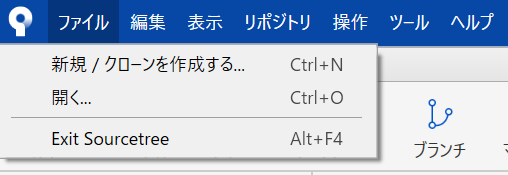 ファイル 編集 表示 リポジトリ 操作 ツール ヘルプ
新規 / クローンを作成する... Ctrl+N
開く... Ctrl+O
Exit Sourcetree Alt+F4
ブランチ